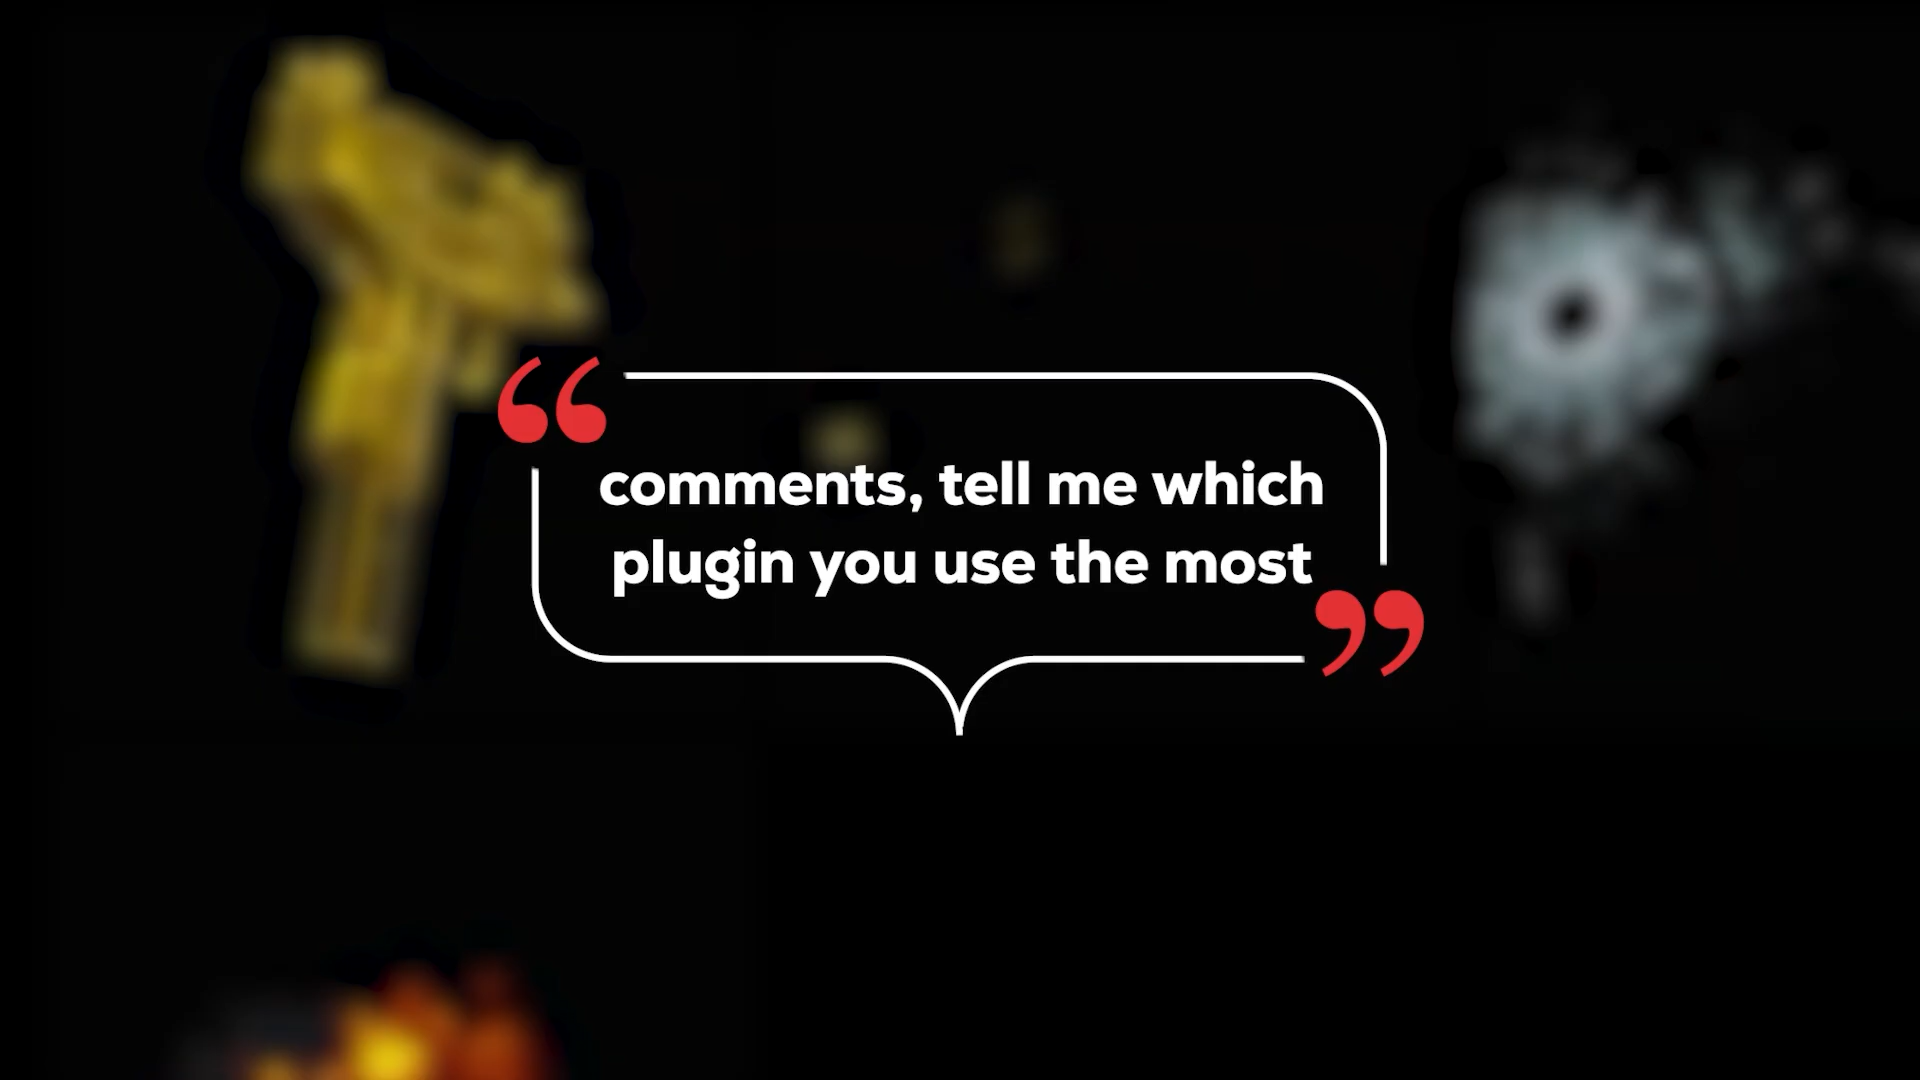 “comments, tell me which
plugin you use the most”